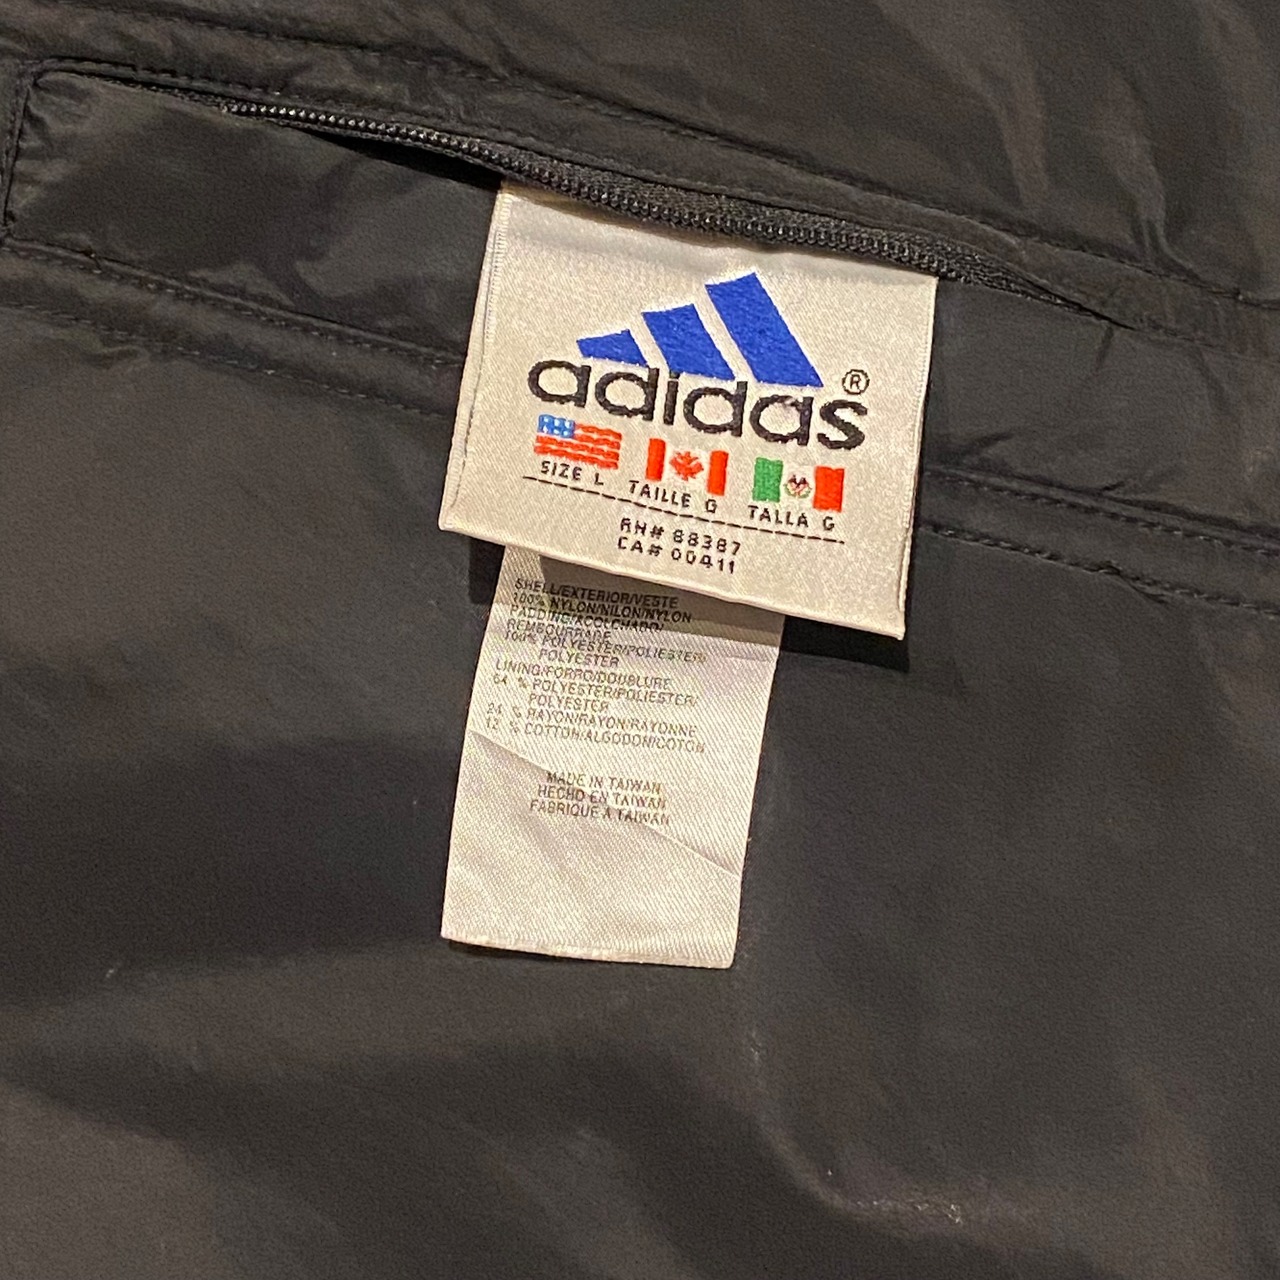 adidas®
SIZE L TAILLE G TALLA G
RN# 88387
CA# 00411
SHELL/EXTERIOR/VESTE
100% NYLON/NILON/NYLON
PADDING/ACOLCHADO/
REMBOURRAGE
100% POLYESTER/POLIESTER/
POLYESTER
LINING/FORRO/DOUBLURE
64 % POLYESTER/POLIESTER/
POLYESTER
24 % RAYON/RAYON/RAYONNE
12 % COTTON/ALGODON/COTON
MADE IN TAIWAN
HECHO EN TAIWAN
FABRIQUE A TAIWAN